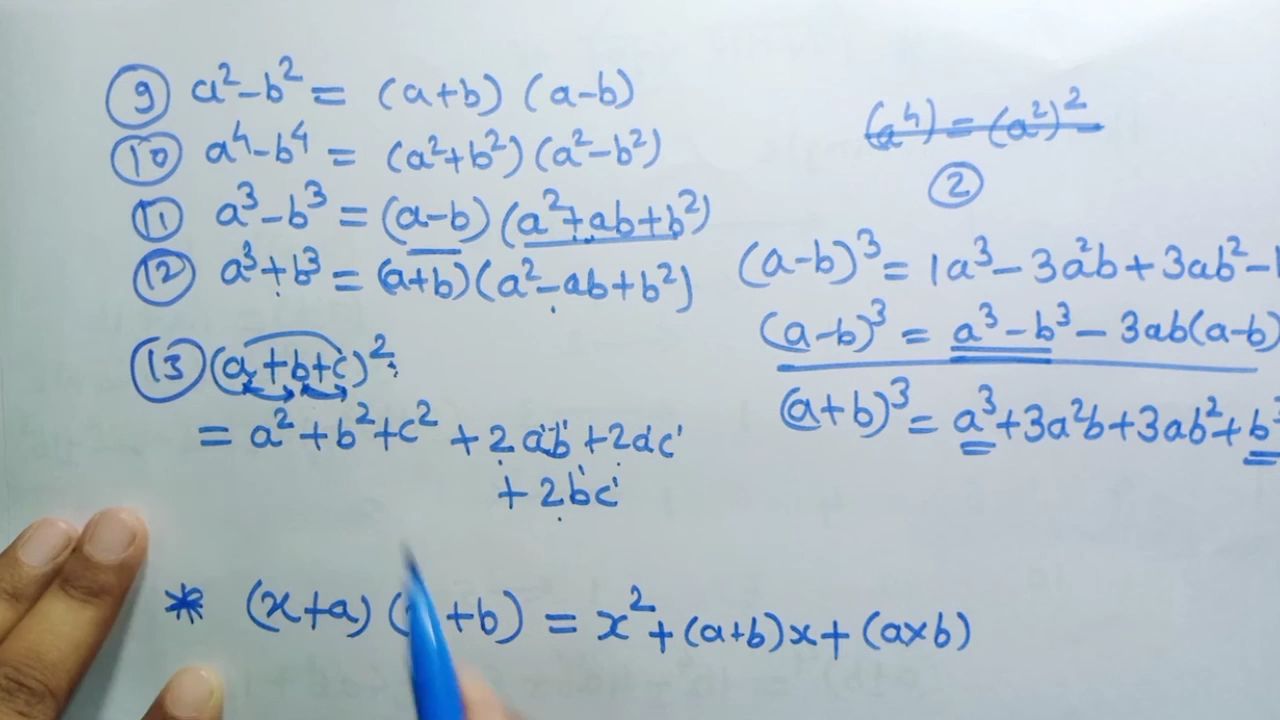 ⑨ a² - b² = (a+b) (a-b)
⑩ a⁴ - b⁴ = (a²+b²)(a²-b²)
⑪ a³ - b³ = (a-b)(a²+ab+b²)
⑫ a³ + b³ = (a+b)(a²-ab+b²)
⑬ (a+b+c)²
= a² + b² + c² + 2ab + 2ac
+ 2bc
* (x+a) ( +b) = x² + (a+b)x + (a×b)
(a⁴) = (a²)²
②
(a-b)³ = 1a³ - 3a²b + 3ab² -
(a-b)³ = a³ - b³ - 3ab(a-b)
(a+b)³ = a³ + 3a²b + 3ab² + b³